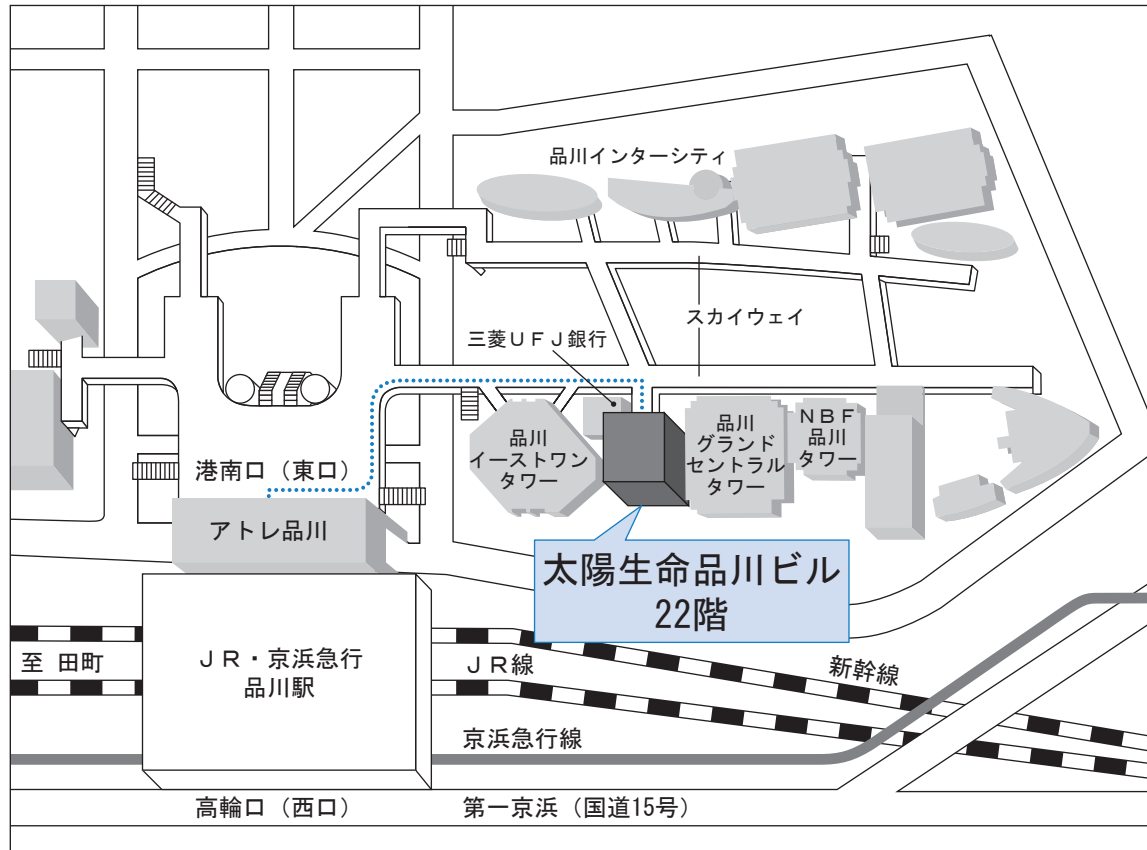 品川インターシティ
スカイウェイ
三菱ＵＦＪ銀行
品川
イーストワン
タワー
品川
グランド
セントラル
タワー
ＮＢＦ
品川
タワー
港南口（東口）
アトレ品川
太陽生命品川ビル
22階
至 田町
ＪＲ・京浜急行
品川駅
ＪＲ線
新幹線
京浜急行線
高輪口（西口）
第一京浜（国道15号）